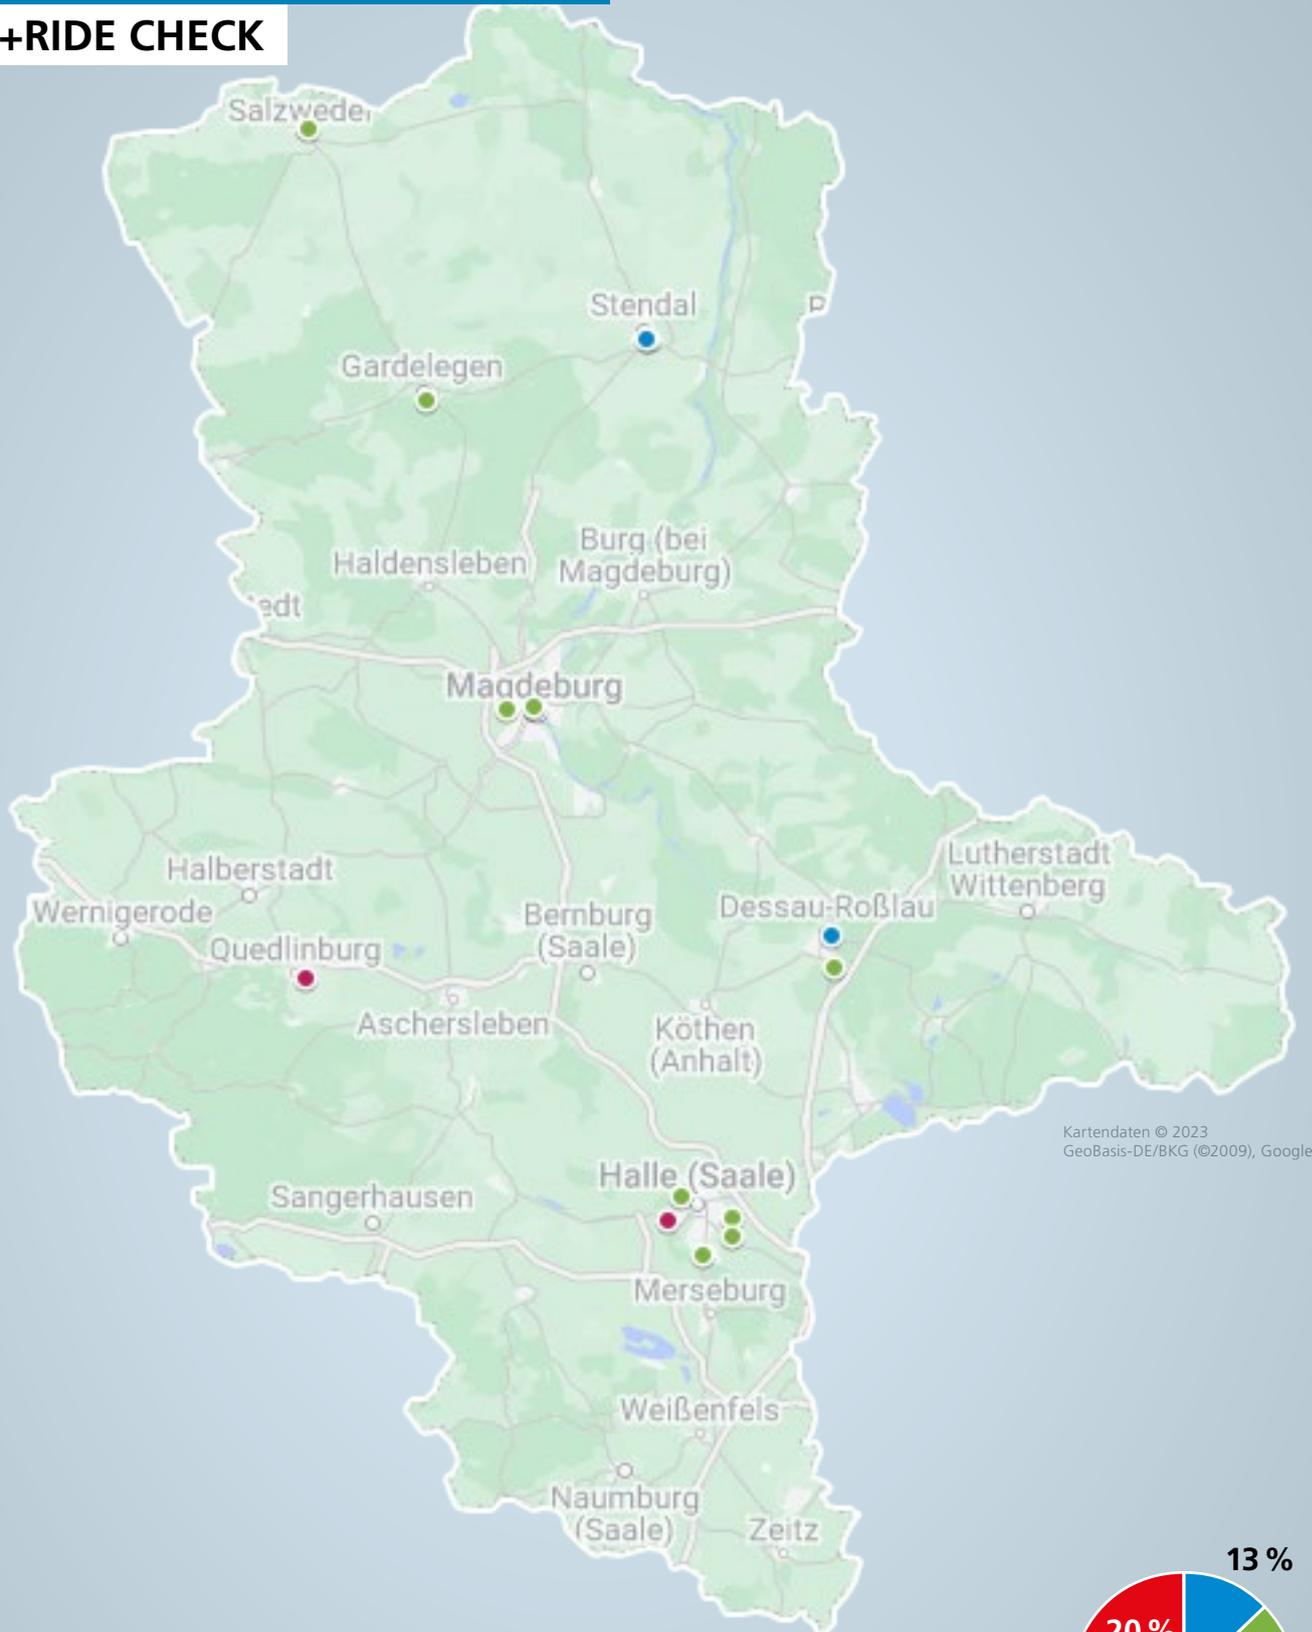 +RIDE CHECK
Salzwedel
Stendal
P
Gardelegen
Burg (bei
Magdeburg)
Haldensleben
tedt
Magdeburg
Lutherstadt
Wittenberg
Halberstadt
Wernigerode
Dessau-Roßlau
Bernburg
(Saale)
Quedlinburg
Aschersleben
Köthen
(Anhalt)
Kartendaten © 2023
GeoBasis-DE/BKG (©2009), Google
Halle (Saale)
Sangerhausen
Merseburg
Weißenfels
Naumburg
(Saale)
Zeitz
13 %
20 %